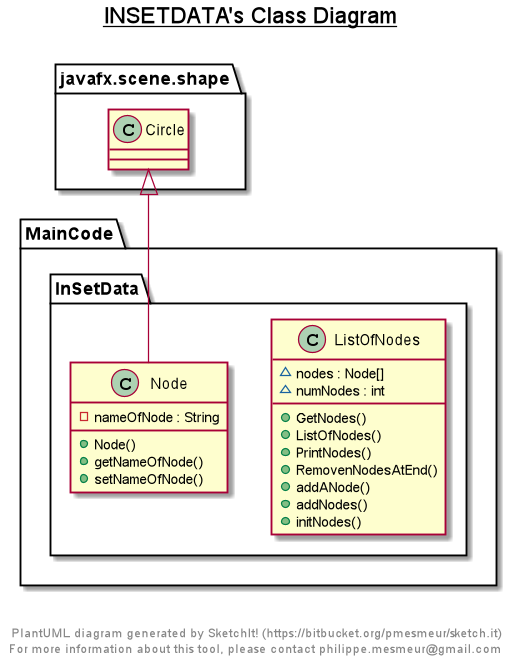 INSETDATA's Class Diagram
javafx.scene.shape
C Circle
MainCode
InSetData
C Node
nameOfNode : String
Node()
getNameOfNode()
setNameOfNode()
C ListOfNodes
nodes : Node[]
numNodes : int
GetNodes()
ListOfNodes()
PrintNodes()
RemovenNodesAtEnd()
addANode()
addNodes()
initNodes()
PlantUML diagram generated by SketchIt! (https://bitbucket.org/pmesmeur/sketch.it)
For more information about this tool, please contact philippe.mesmeur@gmail.com